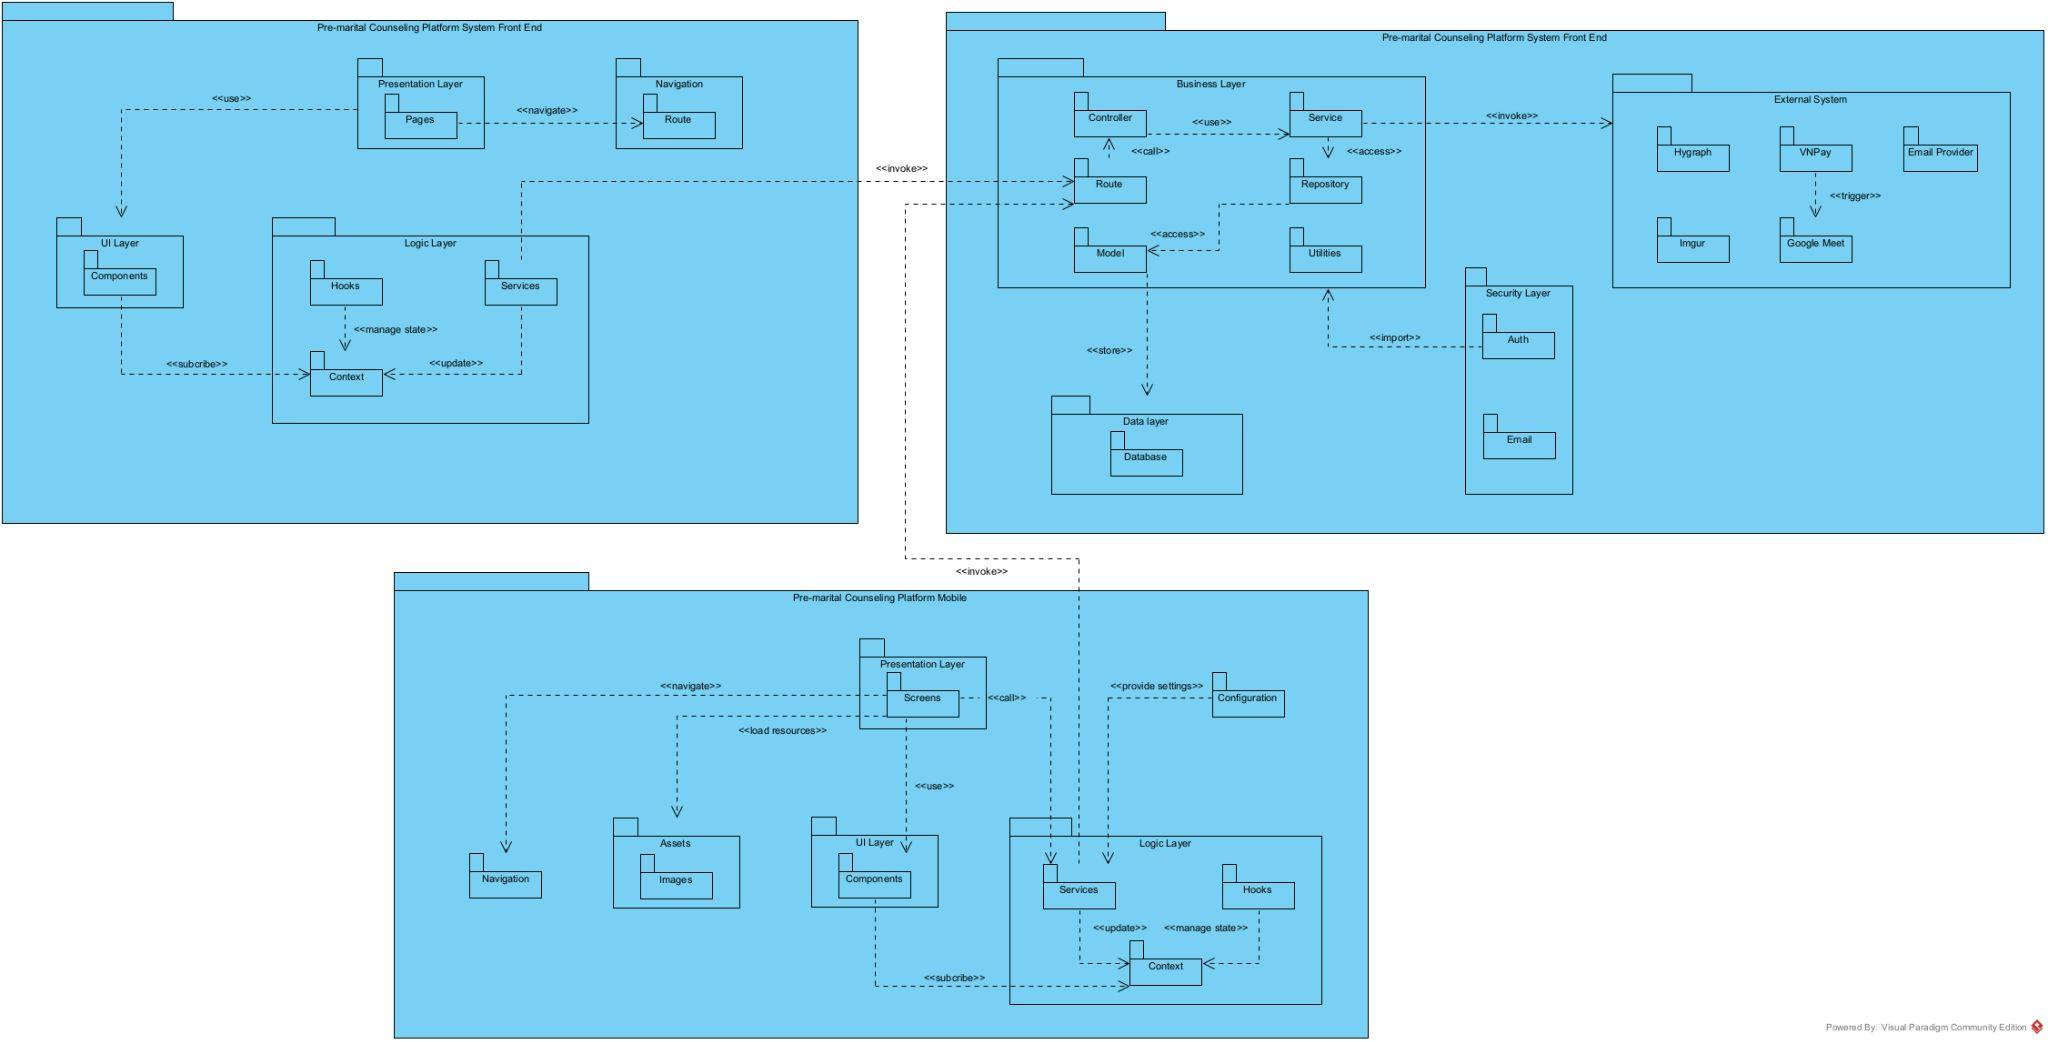 Pre-marital Counseling Platform System Front End
Presentation Layer
Pages
<<navigate>>
Navigation
Route
<<use>>
UI Layer
Components
Logic Layer
Hooks
Services
<<manage state>>
<<update>>
<<subcribe>>
Context
<<invoke>>
Pre-marital Counseling Platform System Front End
Business Layer
Controller
<<use>>
Service
<<call>>
<<access>>
Route
Repository
<<access>>
Model
Utilities
<<invoke>>
External System
Hygraph
VNPay
Email Provider
<<trigger>>
Imgur
Google Meet
Security Layer
Auth
<<import>>
Email
<<store>>
Data layer
Database
<<invoke>>
Pre-marital Counseling Platform Mobile
Presentation Layer
Screens
<<navigate>>
<<call>>
<<provide settings>>
Configuration
<<load resources>>
<<use>>
Navigation
Assets
Images
UI Layer
Components
Logic Layer
Services
Hooks
<<update>>
<<manage state>>
Context
<<subcribe>>
Powered By: Visual Paradigm Community Edition